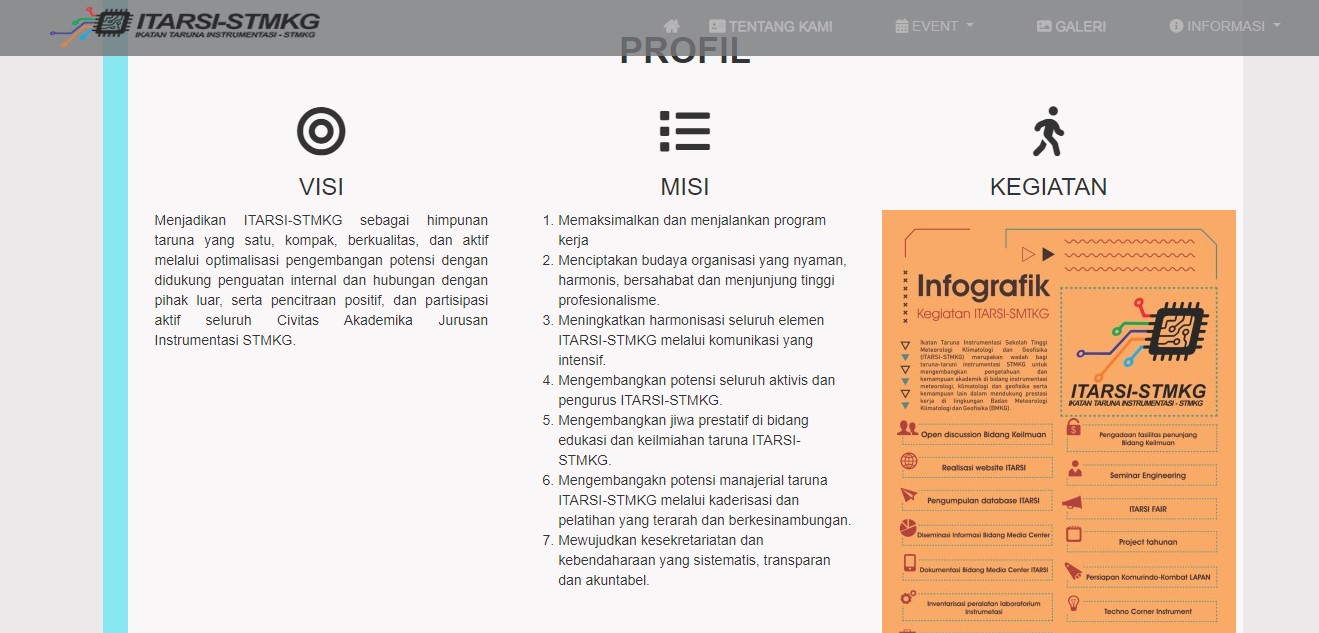 ITARSI-STMKG
IKATAN TARUNA INSTRUMENTASI - STMKG
TENTANG KAMI
EVENT
GALERI
INFORMASI
PROFIL
VISI
Menjadikan ITARSI-STMKG sebagai himpunan
taruna yang satu, kompak, berkualitas, dan aktif
melalui optimalisasi pengembangan potensi dengan
didukung penguatan internal dan hubungan dengan
pihak luar, serta pencitraan positif, dan partisipasi
aktif seluruh Civitas Akademika Jurusan
Instrumentasi STMKG.
MISI
1. Memaksimalkan dan menjalankan program
kerja
2. Menciptakan budaya organisasi yang nyaman,
harmonis, bersahabat dan menjunjung tinggi
profesionalisme.
3. Meningkatkan harmonisasi seluruh elemen
ITARSI-STMKG melalui komunikasi yang
intensif.
4. Mengembangkan potensi seluruh aktivis dan
pengurus ITARSI-STMKG.
5. Mengembangkan jiwa prestatif di bidang
edukasi dan keilmiahan taruna ITARSI-
STMKG.
6. Mengembangakn potensi manajerial taruna
ITARSI-STMKG melalui kaderisasi dan
pelatihan yang terarah dan berkesinambungan.
7. Mewujudkan kesekretariatan dan
kebendaharaan yang sistematis, transparan
dan akuntabel.
KEGIATAN
Infografik
Kegiatan ITARSI-SMTKG
Ikatan Taruna Instrumentasi Sekolah Tinggi
Meteorologi Klimatologi dan Geofisika
(ITARSI-STMKG) merupakan wadah bagi
taruna-taruni instrumentasi STMKG untuk
mengembangkan pengetahuan dan
kemampuan akademik di bidang instrumentasi
meteorologi, klimatologi dan geofisika serta
kemampuan lain dalam mendukung prestasi
kerja di lingkungan Badan Meteorologi
Klimatologi dan Geofisika (BMKG).
ITARSI-STMKG
IKATAN TARUNA INSTRUMENTASI - STMKG
Open discussion Bidang Keilmuan
Realisasi website ITARSI
Pengumpulan database ITARSI
Diseminasi Informasi Bidang Media Center
Dokumentasi Bidang Media Center ITARSI
Inventarisasi peralatan laboratorium
Instrumetasi
Pengadaan fasilitas penunjang
Bidang Keilmuan
Seminar Engineering
ITARSI FAIR
Project tahunan
Persiapan Komurindo-Kombat LAPAN
Techno Corner Instrument